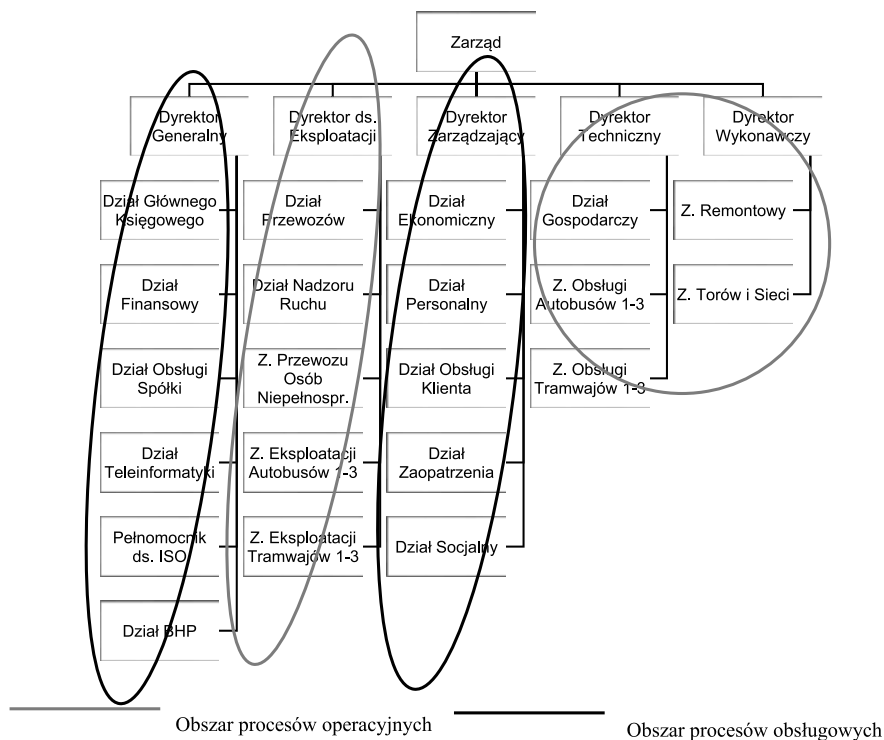 Zarząd
Dyrektor
Generalny
Dyrektor ds.
Eksploatacji
Dyrektor
Zarządzający
Dyrektor
Techniczny
Dyrektor
Wykonawczy
Dział Głównego
Księgowego
Dział
Przewozów
Dział
Ekonomiczny
Dział
Gospodarczy
Z. Remontowy
Dział
Finansowy
Dział Nadzoru
Ruchu
Dział
Personalny
Z. Obsługi
Autobusów 1-3
Z. Torów i Sieci
Dział Obsługi
Spółki
Z. Przewozu
Osób
Niepełnospr.
Dział Obsługi
Klienta
Z. Obsługi
Tramwajów 1-3
Dział
Teleinformatyki
Z. Eksploatacji
Autobusów 1-3
Dział
Zaopatrzenia
Pełnomocnik
ds. ISO
Z. Eksploatacji
Tramwajów 1-3
Dział Socjalny
Dział BHP
Obszar procesów operacyjnych
Obszar procesów obsługowych